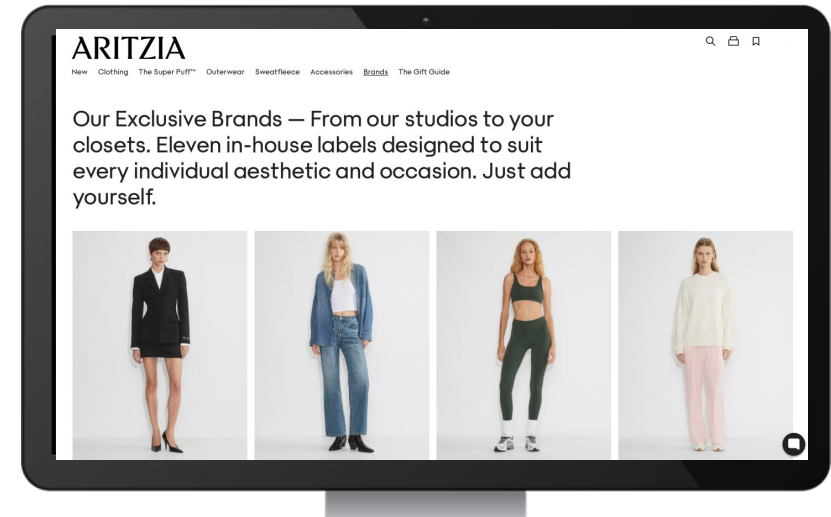 ARITZIA
New Clothing The Super Puff™ Outerwear Sweatfleece Accessories Brands The Gift Guide
Our Exclusive Brands — From our studios to your
closets. Eleven in-house labels designed to suit
every individual aesthetic and occasion. Just add
yourself.